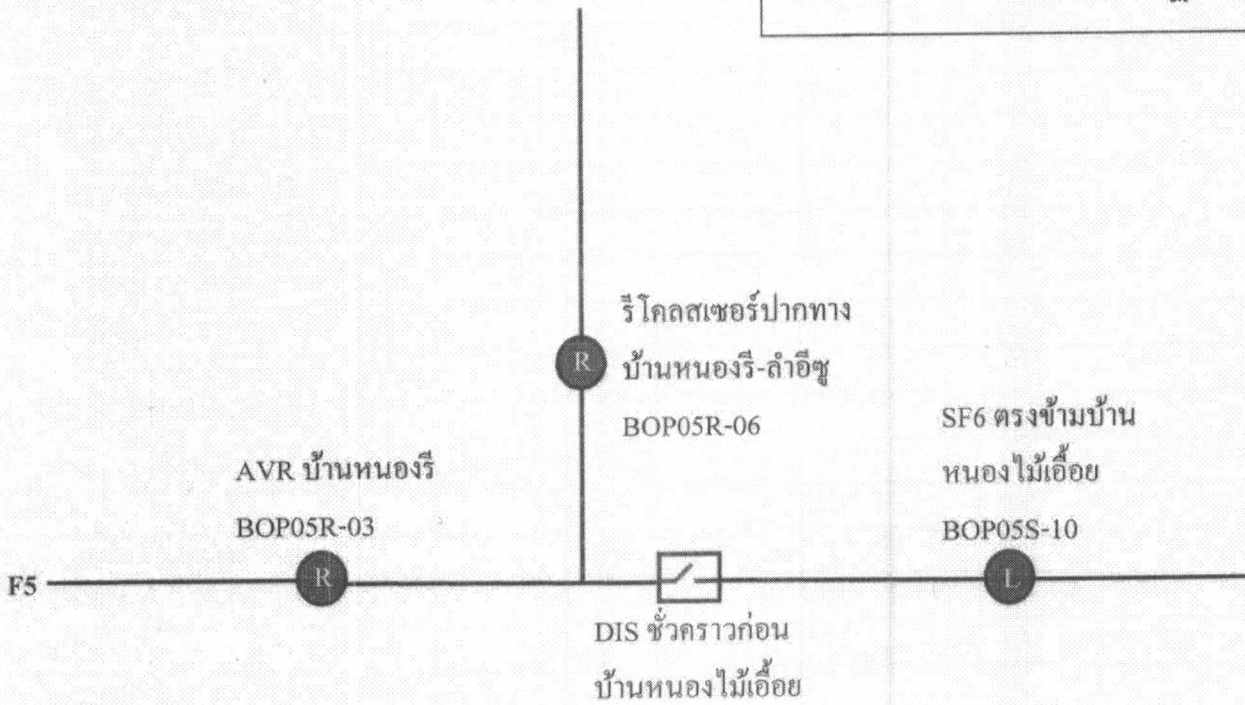 รีโคลสเซอร์ปากทาง
R
บ้านหนองรี-ลำอีซู
BOP05R-06
SF6 ตรงข้ามบ้าน
หนองไม้เอื้อย
BOP05S-10
AVR บ้านหนองรี
BOP05R-03
F5
R
L
DIS ชั่วคราวก่อน
บ้านหนองไม้เอื้อย